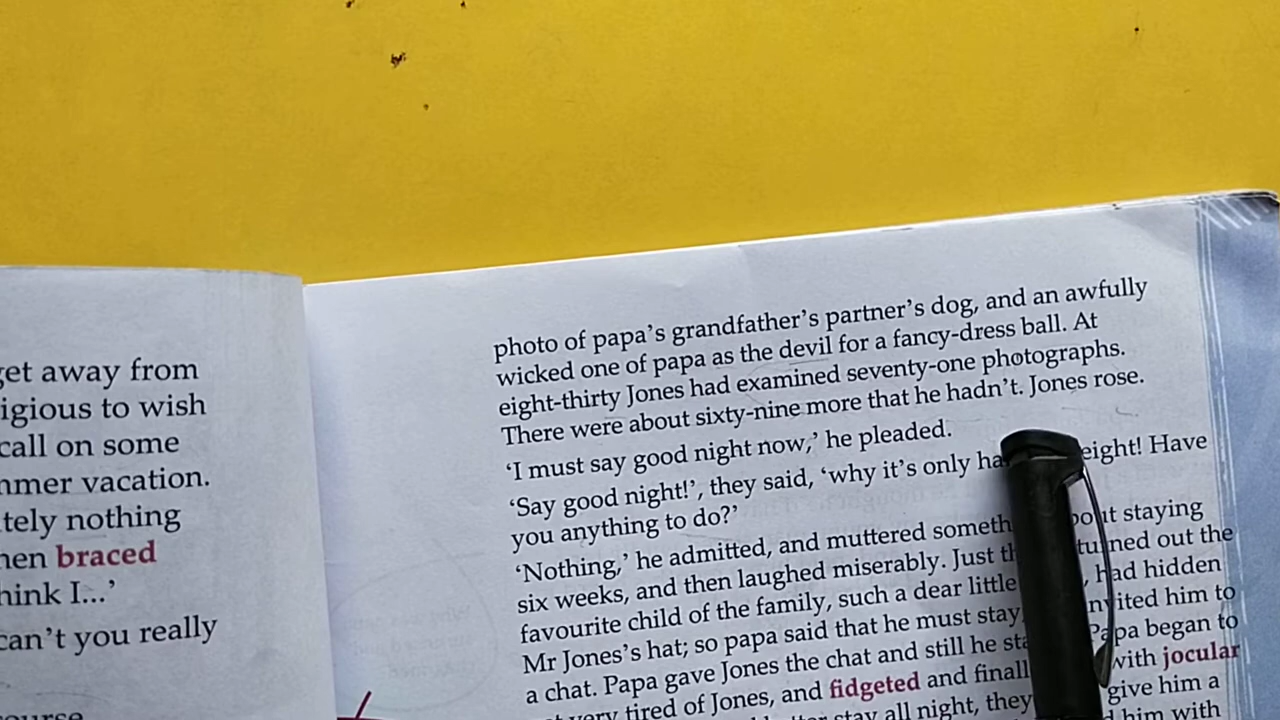 get away from
igious to wish
call on some
mmer vacation.
tely nothing
hen braced
hink I...'
can't you really
ourse
photo of papa's grandfather's partner's dog, and an awfully
wicked one of papa as the devil for a fancy-dress ball. At
eight-thirty Jones had examined seventy-one photographs.
There were about sixty-nine more that he hadn't. Jones rose.
'I must say good night now,' he pleaded.
'Say good night!', they said, 'why it's only ha eight! Have
you anything to do?'
'Nothing,' he admitted, and muttered someth bout staying
six weeks, and then laughed miserably. Just th turned out the
favourite child of the family, such a dear little , had hidden
Mr Jones's hat; so papa said that he must stay, nvited him to
a chat. Papa gave Jones the chat and still he sta Papa began to
very tired of Jones, and fidgeted and finall with jocular
stay all night, they give him a
him with